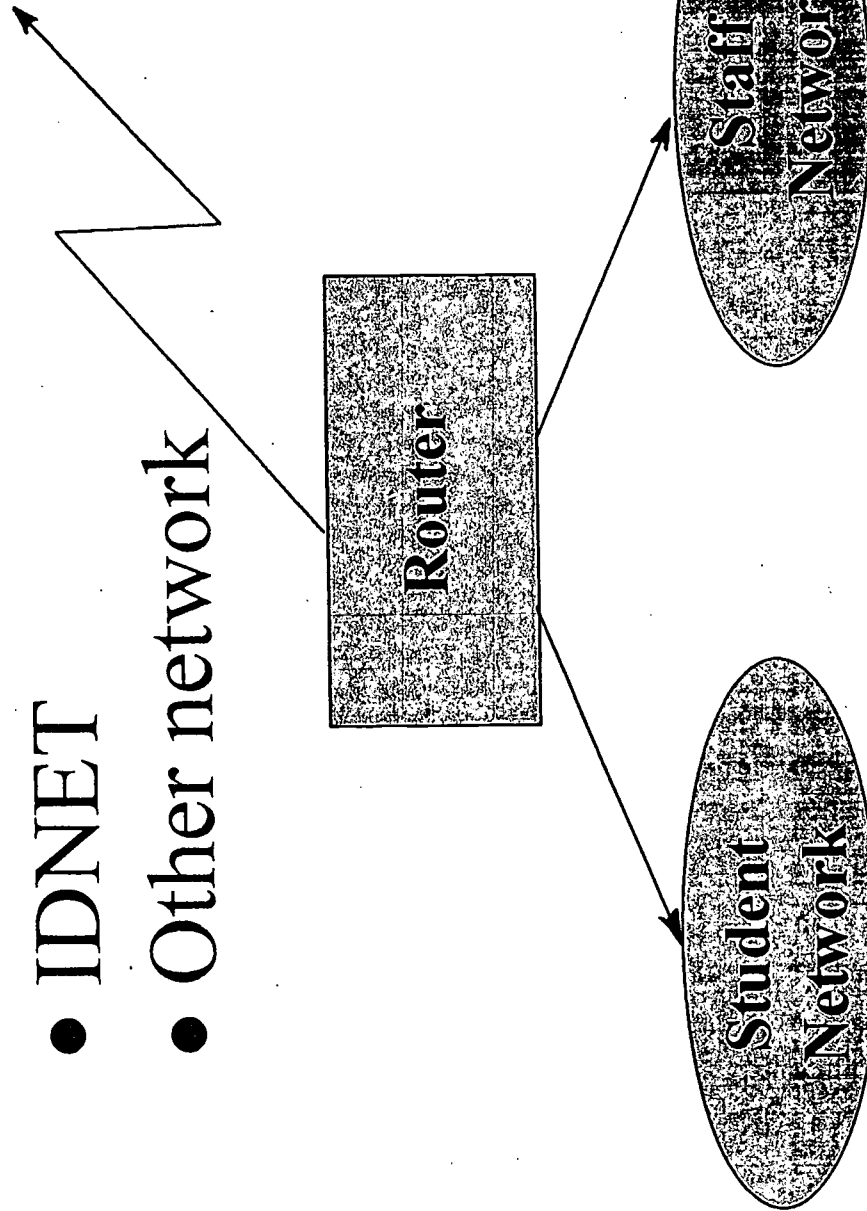 ● IDNET
● Other network
Router
Student
Network
Staff
Networ